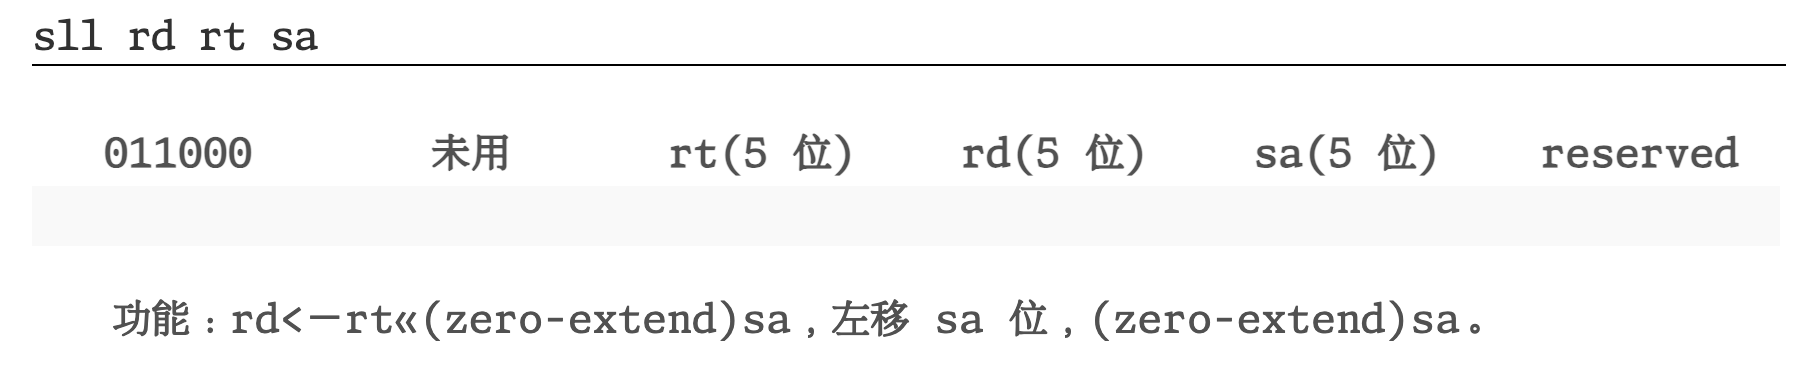 sll rd rt sa
011000 未用 rt(5 位) rd(5 位) sa(5 位) reserved
功能：rd<－rt«(zero-extend)sa，左移 sa 位，(zero-extend)sa。